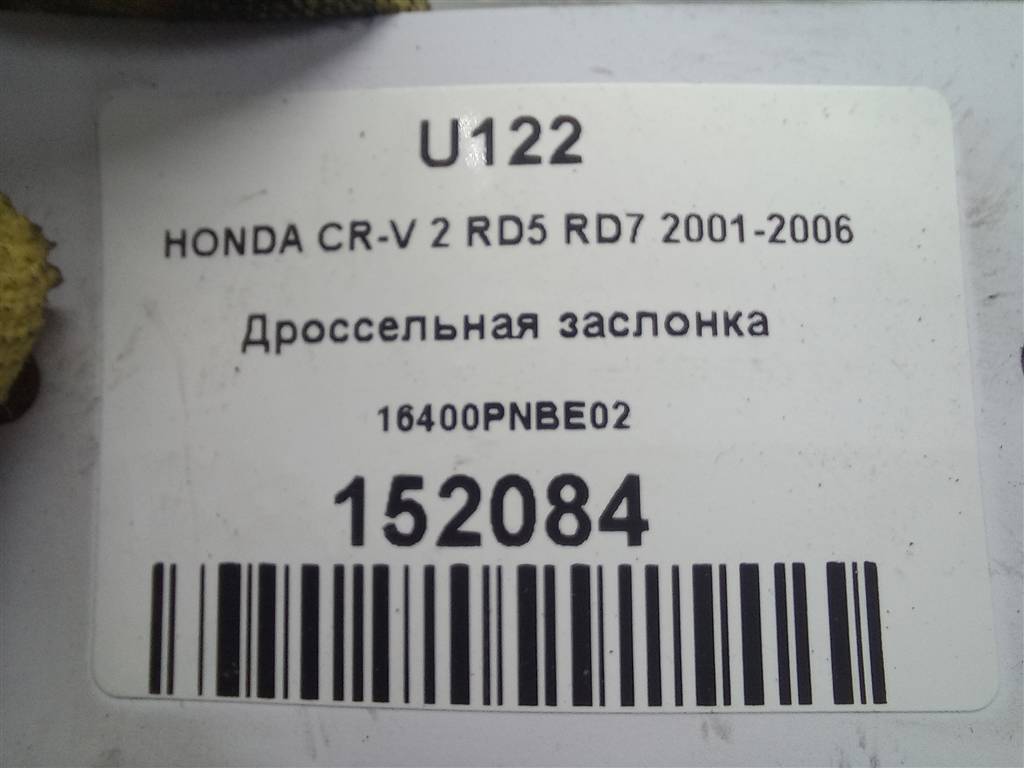 U122
HONDA CR-V 2 RD5 RD7 2001-2006
Дроссельная заслонка
16400PNBE02
152084